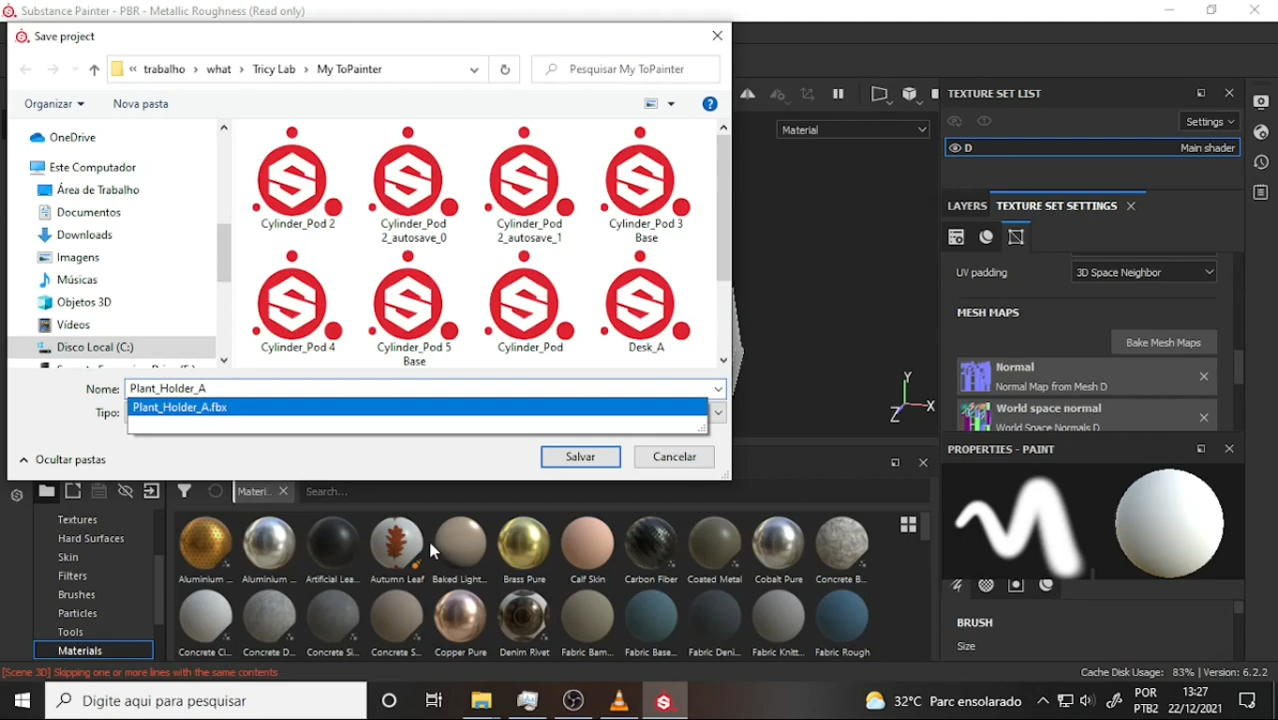 Substance Painter - PBR - Metallic Roughness (Read only)
Save project
trabalho
what
Tricy Lab
My ToPainter
Pesquisar My ToPainter
Organizar
Nova pasta
OneDrive
Este Computador
Área de Trabalho
Documentos
Downloads
Imagens
Músicas
Objetos 3D
Vídeos
Disco Local (C:)
Cylinder_Pod 2
Cylinder_Pod
2_autosave_0
Cylinder_Pod
2_autosave_1
Cylinder_Pod 3
Base
Cylinder_Pod 4
Cylinder_Pod 5
Base
Cylinder_Pod
Desk_A
Nome:
Plant_Holder_A
Plant_Holder_A.fbx
Tipo:
Ocultar pastas
Salvar
Cancelar
Material
Y
X
Z
TEXTURE SET LIST
Settings
D
Main shader
LAYERS
TEXTURE SET SETTINGS
UV padding
3D Space Neighbor
MESH MAPS
Bake Mesh Maps
Normal
Normal Map from Mesh D
World space normal
World Space Normals D
PROPERTIES - PAINT
BRUSH
Size
Materi...
Search...
Textures
Hard Surfaces
Skin
Filters
Brushes
Particles
Tools
Materials
Aluminium ...
Aluminium ...
Artificial Lea...
Autumn Leaf
Baked Light...
Brass Pure
Calf Skin
Carbon Fiber
Coated Metal
Cobalt Pure
Concrete B...
Concrete Cl...
Concrete D...
Concrete Si...
Concrete S...
Copper Pure
Denim Rivet
Fabric Bam...
Fabric Base...
Fabric Deni...
Fabric Knitt...
Fabric Rough
[Scene 3D] Skipping one or more lines with the same contents
Cache Disk Usage: 83% | Version: 6.2.2
Digite aqui para pesquisar
32°C Parc ensolarado
POR
PTB2
13:27
22/12/2021